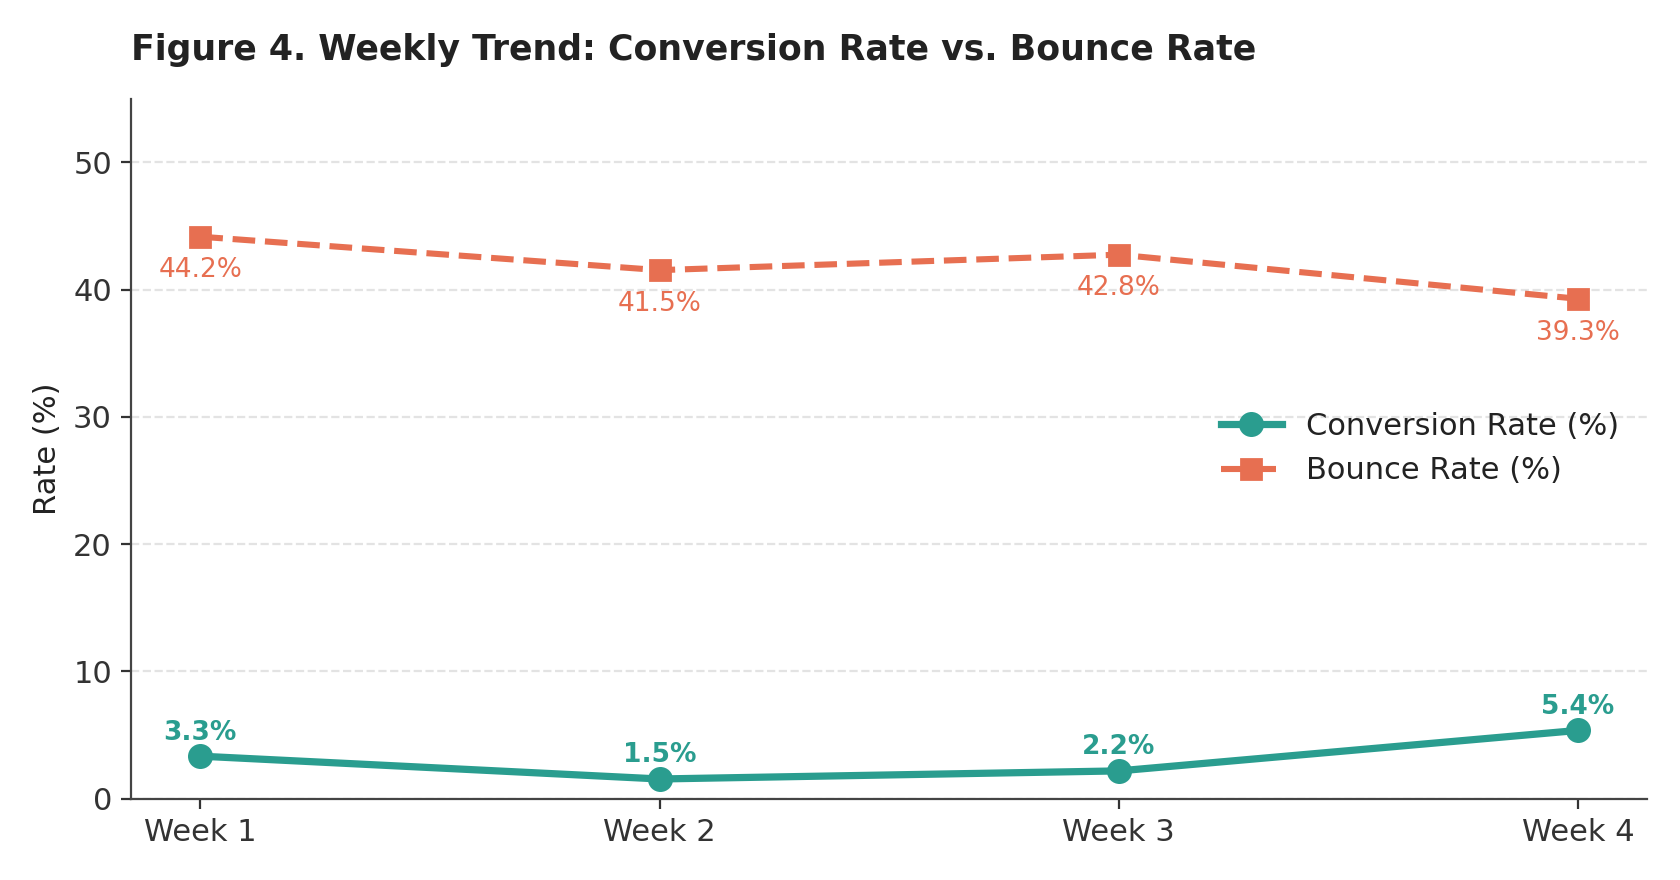 Figure 4. Weekly Trend: Conversion Rate vs. Bounce Rate
Rate (%)
50
40
30
20
10
0
44.2%
41.5%
42.8%
39.3%
Conversion Rate (%)
Bounce Rate (%)
3.3%
1.5%
2.2%
5.4%
Week 1
Week 2
Week 3
Week 4